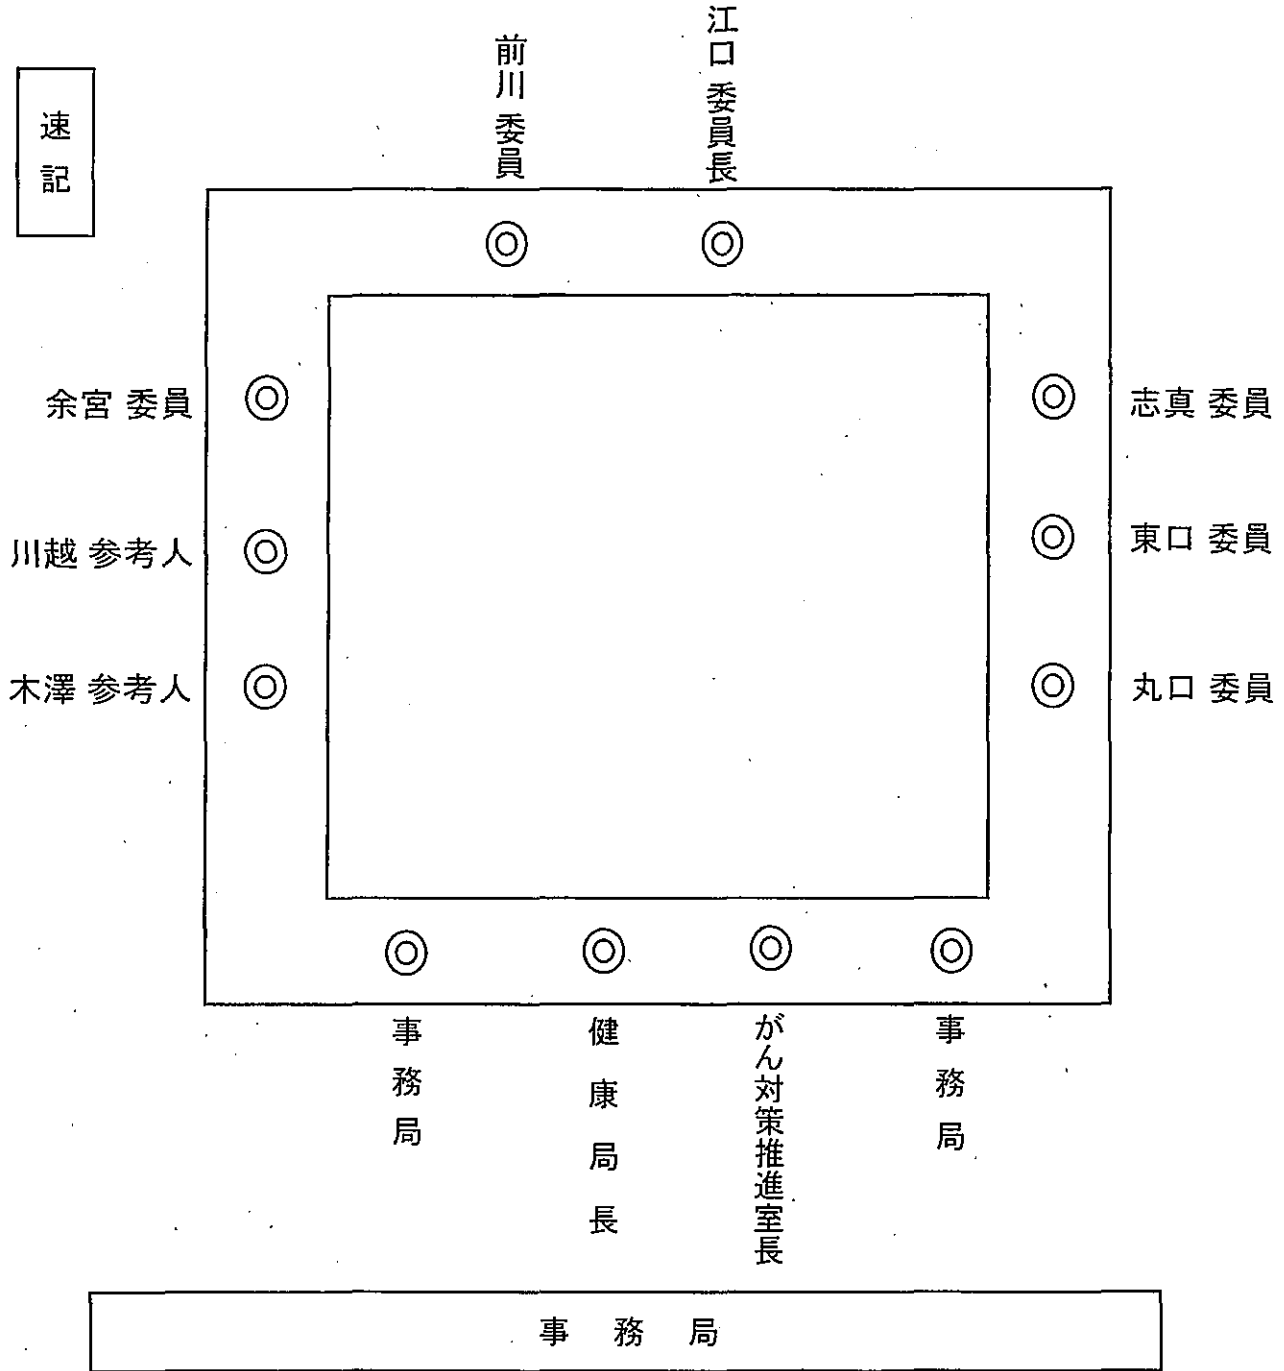 速記
前川 委員
江口 委員長
余宮 委員
川越 参考人
木澤 参考人
志真 委員
東口 委員
丸口 委員
事務局
健康局長
がん対策推進室長
事務局
事務局